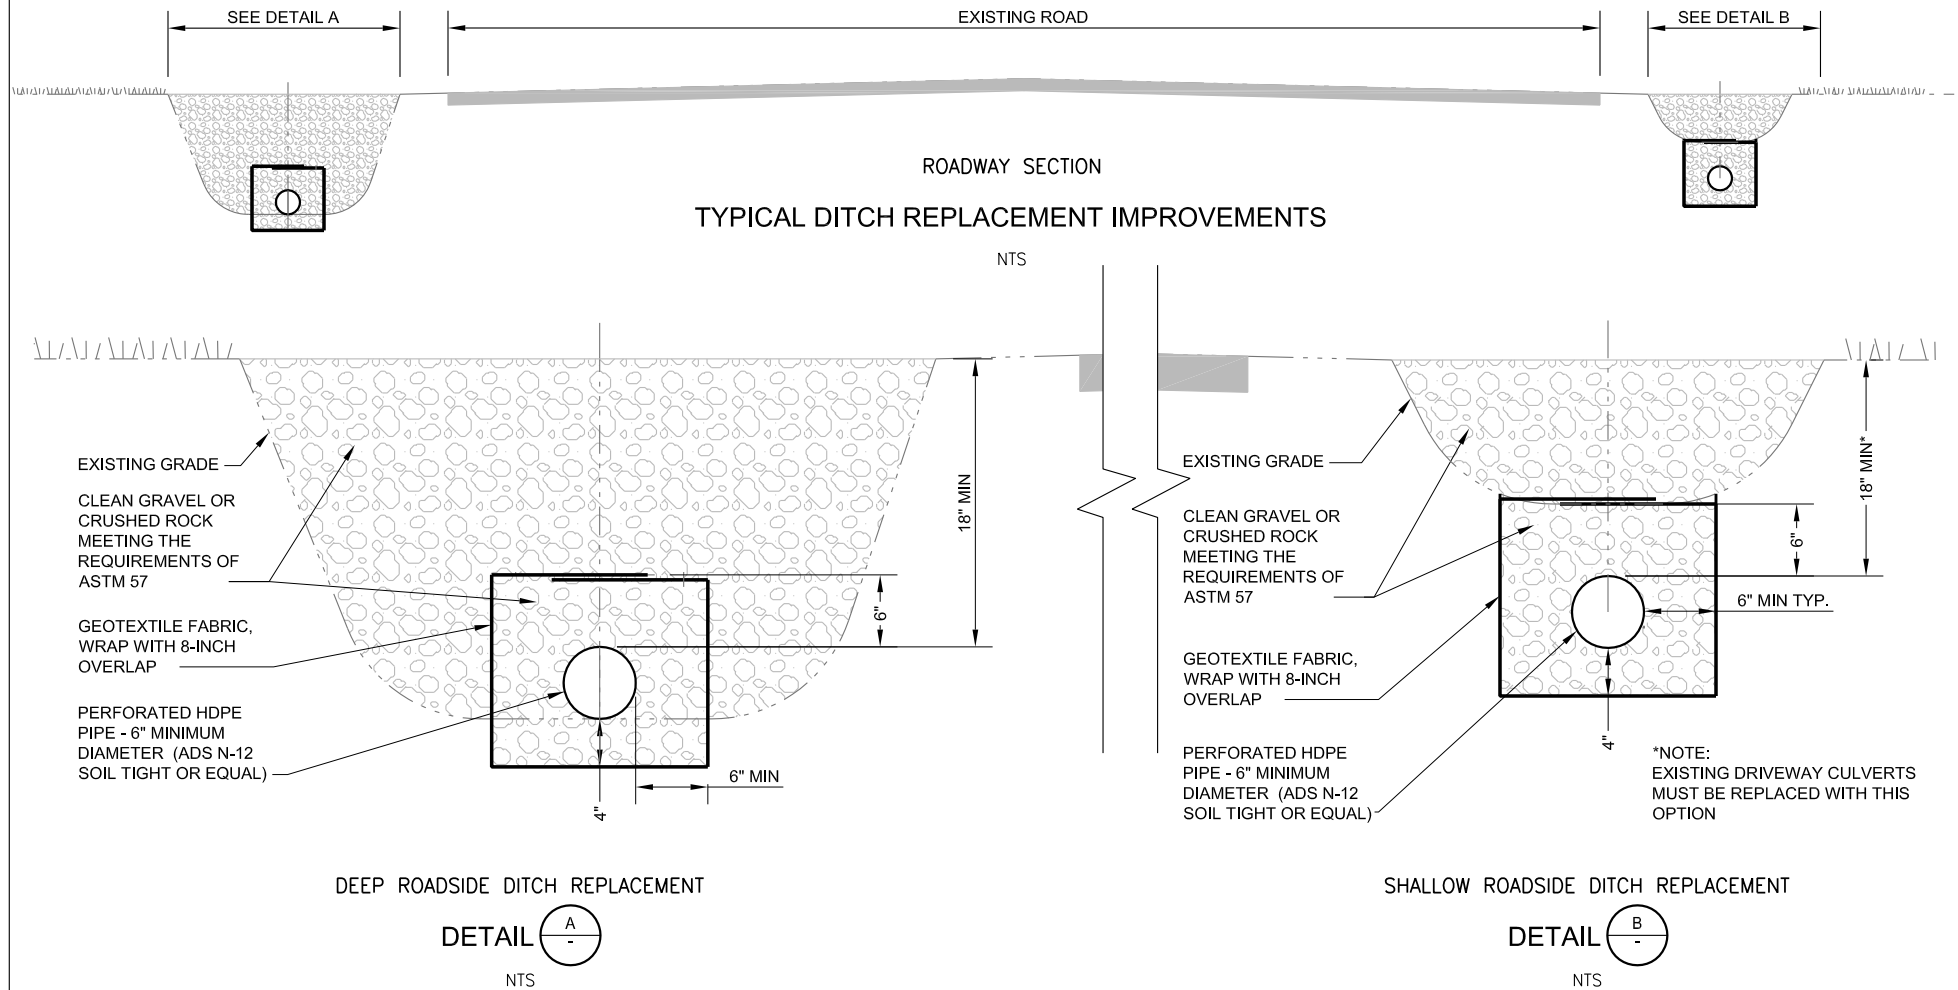 SEE DETAIL A
EXISTING ROAD
SEE DETAIL B
ROADWAY SECTION
TYPICAL DITCH REPLACEMENT IMPROVEMENTS
NTS
EXISTING GRADE
CLEAN GRAVEL OR
CRUSHED ROCK
MEETING THE
REQUIREMENTS OF
ASTM 57
GEOTEXTILE FABRIC,
WRAP WITH 8-INCH
OVERLAP
PERFORATED HDPE
PIPE - 6" MINIMUM
DIAMETER (ADS N-12
SOIL TIGHT OR EQUAL)
18" MIN
6"
6" MIN
4"
DEEP ROADSIDE DITCH REPLACEMENT
DETAIL A
-
NTS
EXISTING GRADE
CLEAN GRAVEL OR
CRUSHED ROCK
MEETING THE
REQUIREMENTS OF
ASTM 57
GEOTEXTILE FABRIC,
WRAP WITH 8-INCH
OVERLAP
PERFORATED HDPE
PIPE - 6" MINIMUM
DIAMETER (ADS N-12
SOIL TIGHT OR EQUAL)
18" MIN*
6"
6" MIN TYP.
4"
*NOTE:
EXISTING DRIVEWAY CULVERTS
MUST BE REPLACED WITH THIS
OPTION
SHALLOW ROADSIDE DITCH REPLACEMENT
DETAIL B
-
NTS